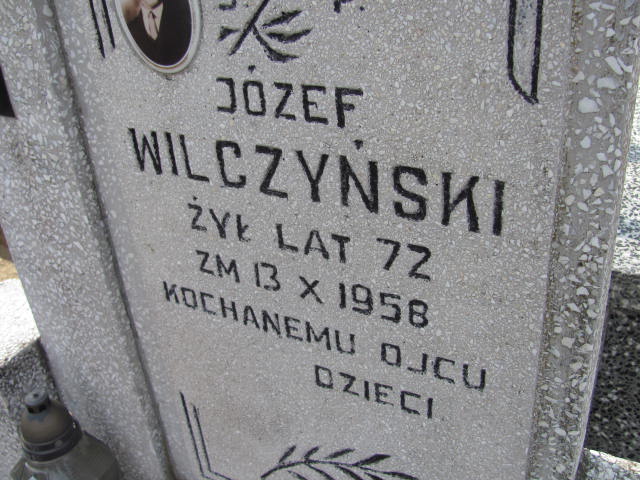 JÓZEF
WILCZYŃSKI
ŻYŁ LAT 72
ZM 13 X 1958
KOCHANEMU OJCU
DZIECI